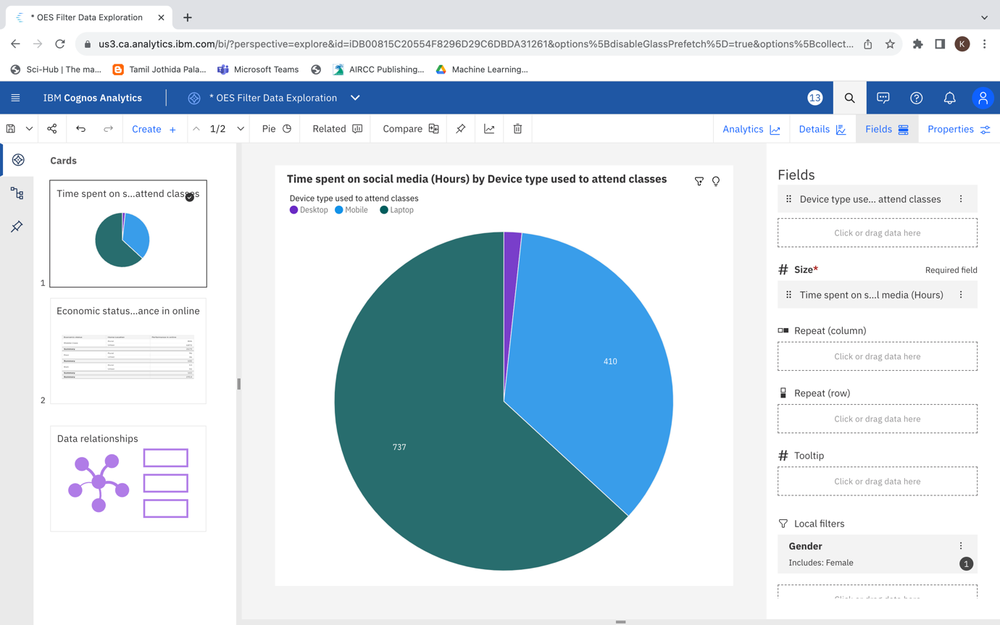 * OES Filter Data Exploration
us3.ca.analytics.ibm.com/bi/?perspective=explore&id=iDB00815C20554F8296D29C6DBDA31261&options%5BdisableGlassPrefetch%5D=true&options%5Bcollect...
K
Sci-Hub | The ma...
Tamil Jothida Pala...
Microsoft Teams
AIRCC Publishing...
Machine Learning...
IBM Cognos Analytics
* OES Filter Data Exploration
13
Create +
1/2
Pie
Related
Compare
Analytics
Details
Fields
Properties
Cards
Time spent on s...attend classes
1
Economic status...ance in online
2
Data relationships
Time spent on social media (Hours) by Device type used to attend classes
Device type used to attend classes
Desktop Mobile Laptop
410
737
Fields
Device type use... attend classes
Click or drag data here
# Size* Required field
Time spent on s...l media (Hours)
Repeat (column)
Click or drag data here
Repeat (row)
Click or drag data here
# Tooltip
Click or drag data here
Local filters
Gender
Includes: Female
1
Click or drag data here